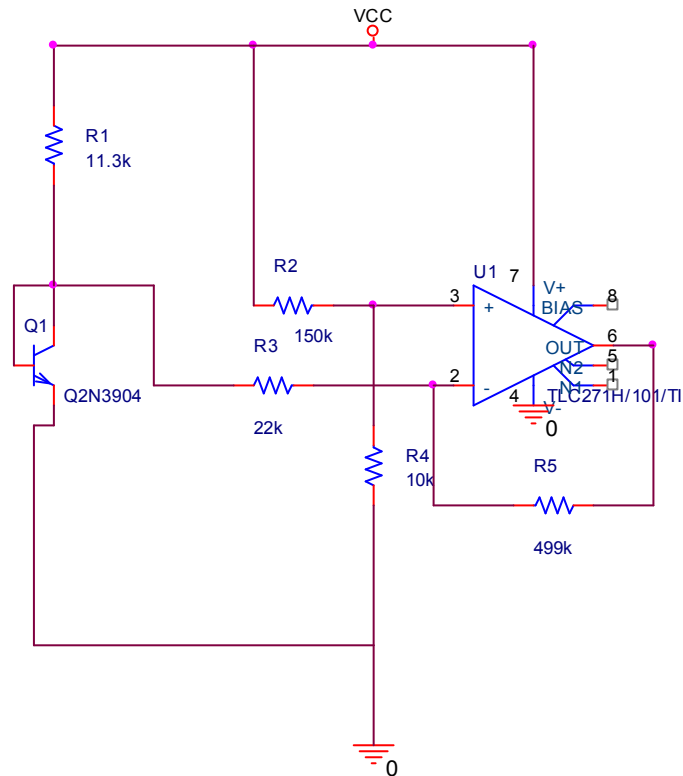 VCC
R1
11.3k
R2
150k
R3
22k
U1
7
V+
8
BIAS
3
+
6
OUT
5
N2
1
N1
2
-
4
V-
TLC271H/101/TI
0
Q1
Q2N3904
R4
10k
R5
499k
0